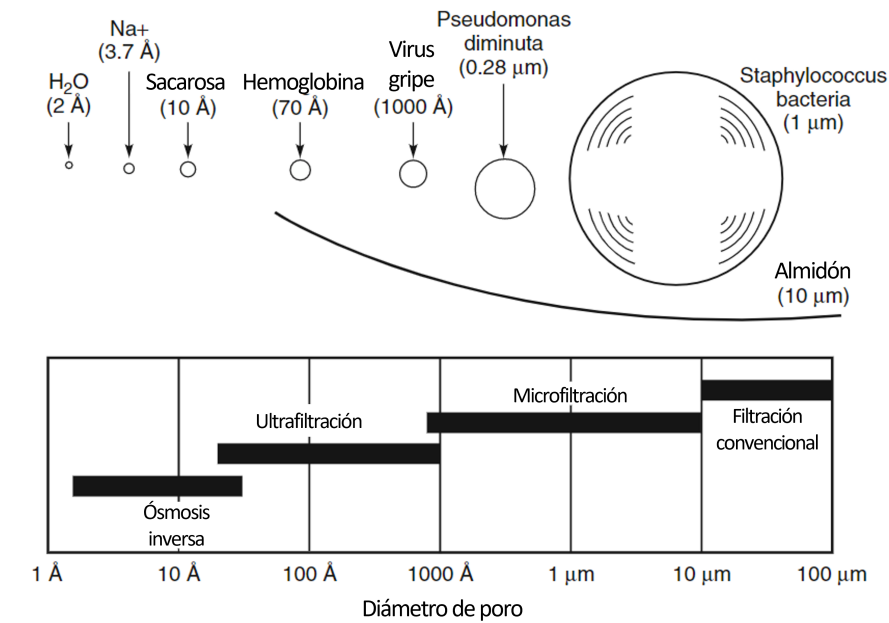 H₂O
(2 Å)
Na+
(3.7 Å)
Sacarosa
(10 Å)
Hemoglobina
(70 Å)
Virus
gripe
(1000 Å)
Pseudomonas
diminuta
(0.28 μm)
Staphylococcus
bacteria
(1 μm)
Almidón
(10 μm)
Ósmosis
inversa
Ultrafiltración
Microfiltración
Filtración
convencional
1 Å 10 Å 100 Å 1000 Å 1 μm 10 μm 100 μm
Diámetro de poro